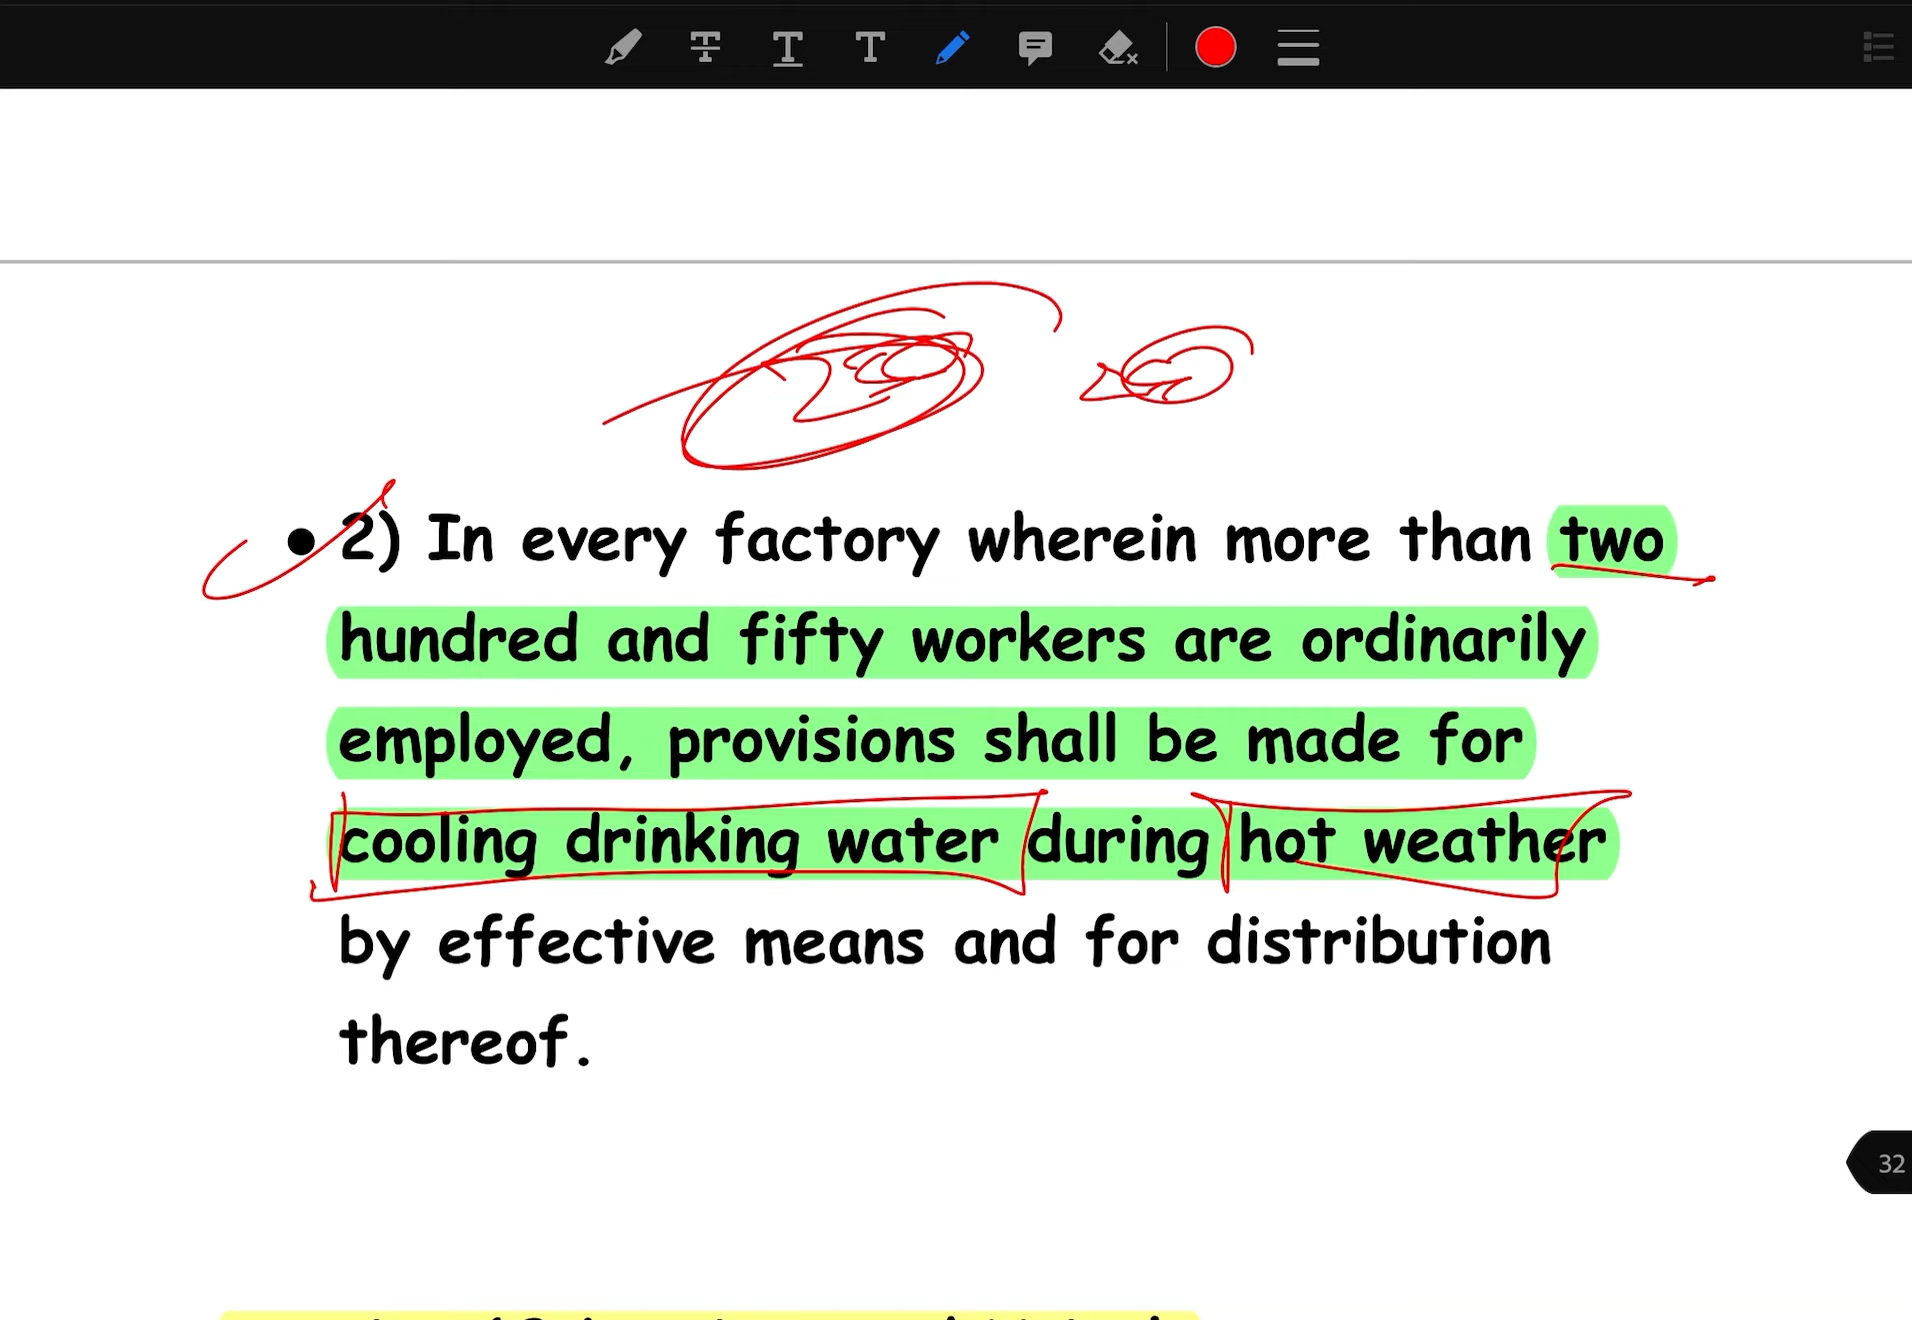 • 2) In every factory wherein more than two
hundred and fifty workers are ordinarily
employed, provisions shall be made for
cooling drinking water during hot weather
by effective means and for distribution
thereof.
32